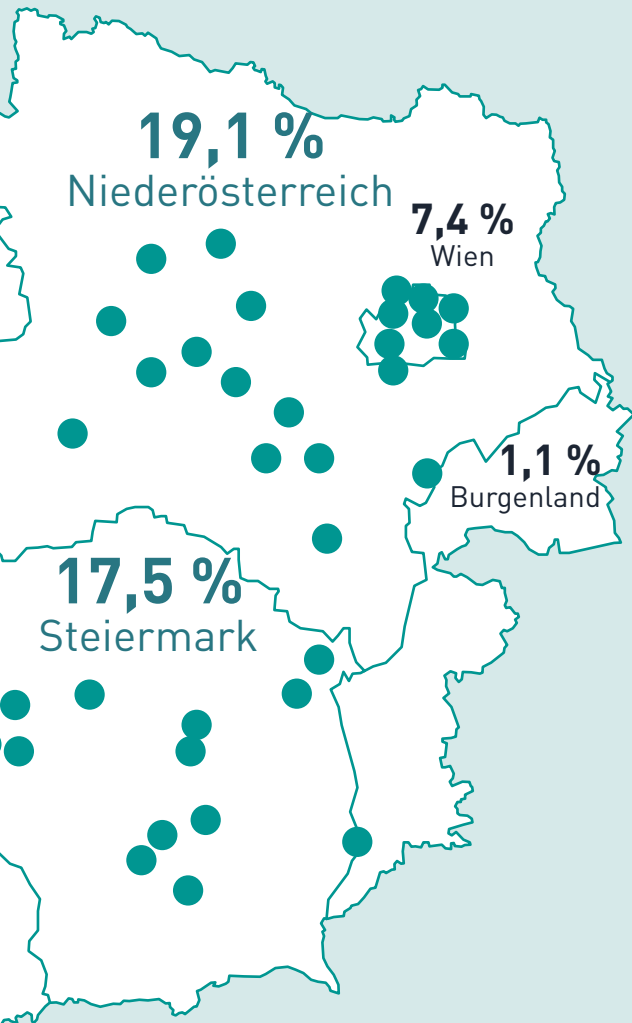 19,1 %
Niederösterreich
7,4 %
Wien
1,1 %
Burgenland
17,5 %
Steiermark